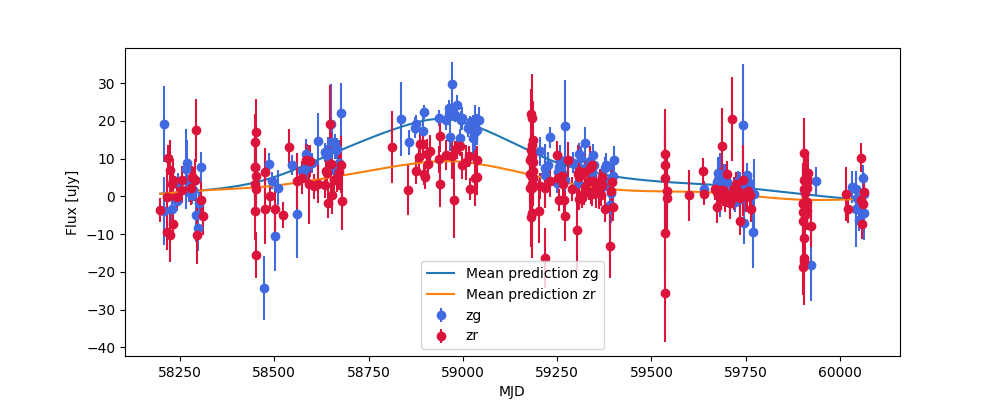 30
20
10
0
−10
−20
−30
−40
Flux [uJy]
Mean prediction zg
Mean prediction zr
zg
zr
58250 58500 58750 59000 59250 59500 59750 60000
MJD